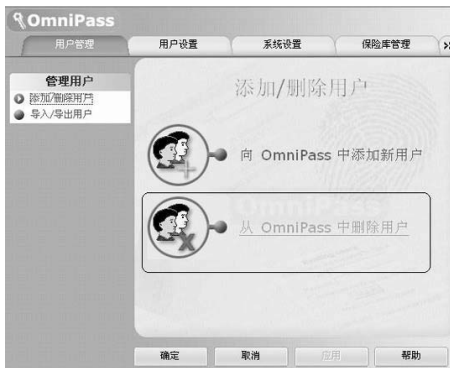 OmniPass
用户管理 用户设置 系统设置 保险库管理
管理用户
添加/删除用户
导入/导出用户
添加/删除用户
向 OmniPass 中添加新用户
从 OmniPass 中删除用户
确定 取消 应用 帮助